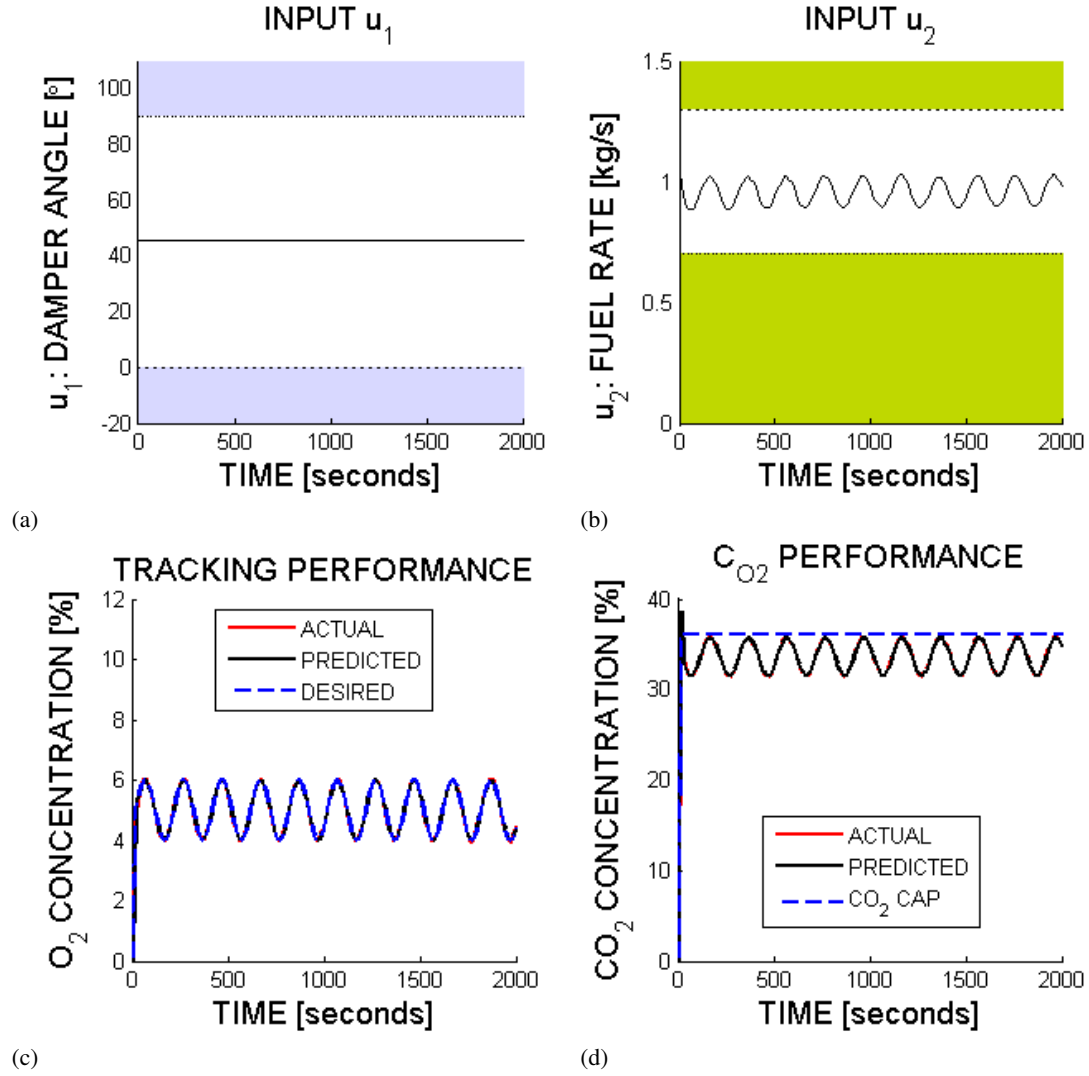 INPUT u1
u1: DAMPER ANGLE [°]
100
80
60
40
20
0
-20
0 500 1000 1500 2000
TIME [seconds]
(a)
INPUT u2
u2: FUEL RATE [kg/s]
1.5
1
0.5
0
0 500 1000 1500 2000
TIME [seconds]
(b)
TRACKING PERFORMANCE
O2 CONCENTRATION [%]
12
10
8
6
4
2
0
ACTUAL
PREDICTED
DESIRED
0 500 1000 1500 2000
TIME [seconds]
(c)
CO2 PERFORMANCE
CO2 CONCENTRATION [%]
40
30
20
10
0
ACTUAL
PREDICTED
CO2 CAP
0 500 1000 1500 2000
TIME [seconds]
(d)